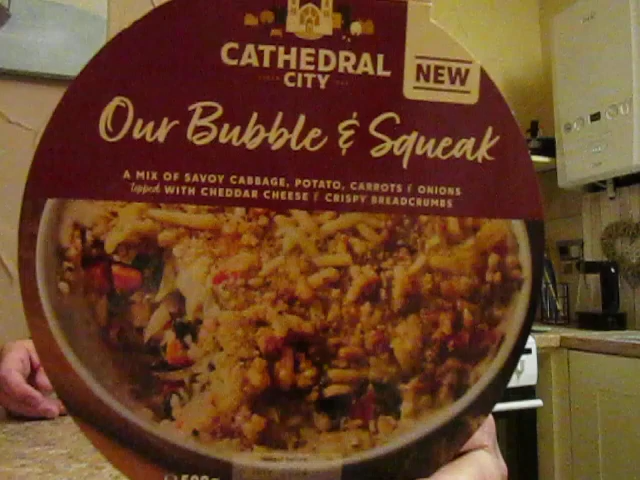 CATHEDRAL
CITY
NEW
Our Bubble & Squeak
A MIX OF SAVOY CABBAGE, POTATO, CARROTS & ONIONS
topped WITH CHEDDAR CHEESE & CRISPY BREADCRUMBS